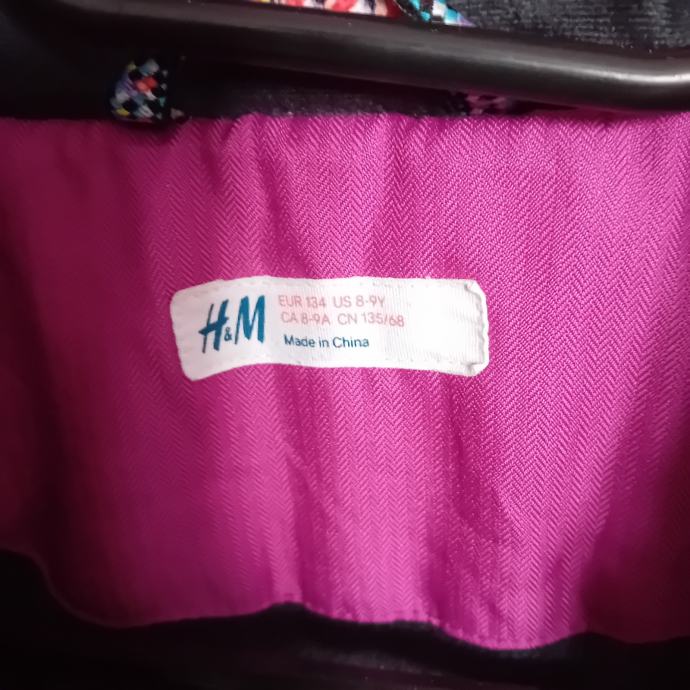 H&M
EUR 134 US 8-9Y
CA 8-9A CN 135/68
Made in China